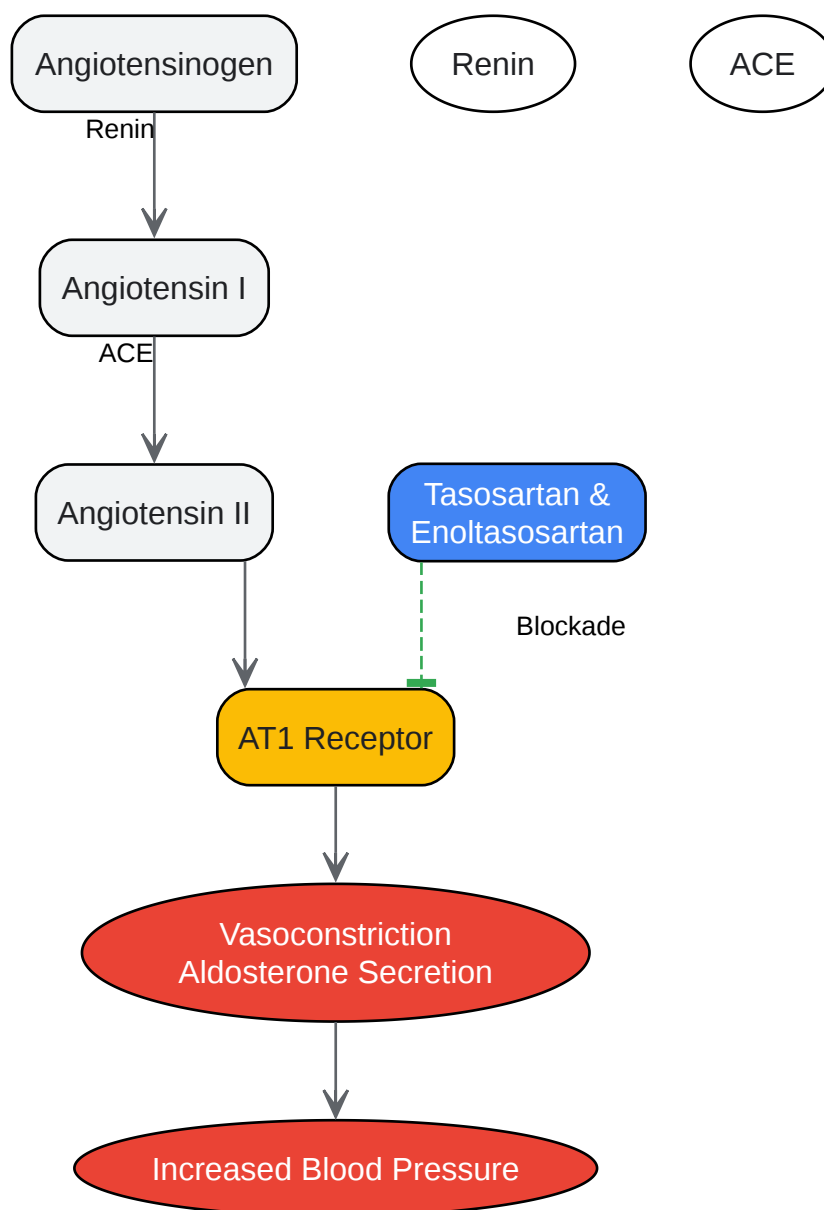 Angiotensinogen
Renin
ACE
Renin
Angiotensin I
ACE
Angiotensin II
Tasosartan &
Enoltasosartan
Blockade
AT1 Receptor
Vasoconstriction
Aldosterone Secretion
Increased Blood Pressure